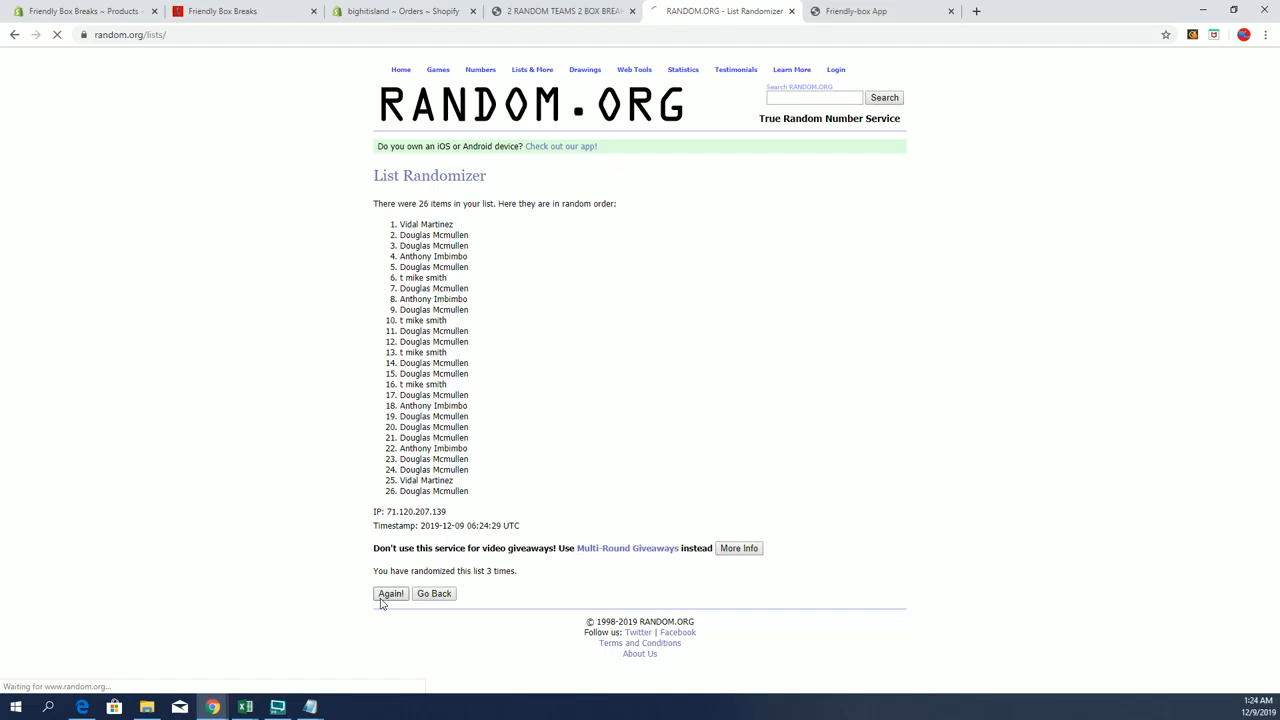 Friendly Box Breaks ~ Products ·
Friendly Box Breaks
bighitisland ~ Orders ~ Shopify
2 RANDOM TEAMS 2 BOX BREAK
RANDOM.ORG - List Randomizer
Friendly-box App
random.org/lists/
Home Games Numbers Lists & More Drawings Web Tools Statistics Testimonials Learn More Login
Search RANDOM.ORG
RANDOM.ORG
Search
True Random Number Service
Do you own an iOS or Android device? Check out our app!
List Randomizer
There were 26 items in your list. Here they are in random order:
1. Vidal Martinez
2. Douglas Mcmullen
3. Douglas Mcmullen
4. Anthony Imbimbo
5. Douglas Mcmullen
6. t mike smith
7. Douglas Mcmullen
8. Anthony Imbimbo
9. Douglas Mcmullen
10. t mike smith
11. Douglas Mcmullen
12. Douglas Mcmullen
13. t mike smith
14. Douglas Mcmullen
15. Douglas Mcmullen
16. t mike smith
17. Douglas Mcmullen
18. Anthony Imbimbo
19. Douglas Mcmullen
20. Douglas Mcmullen
21. Douglas Mcmullen
22. Anthony Imbimbo
23. Douglas Mcmullen
24. Douglas Mcmullen
25. Vidal Martinez
26. Douglas Mcmullen
IP: 71.120.207.139
Timestamp: 2019-12-09 06:24:29 UTC
Don't use this service for video giveaways! Use Multi-Round Giveaways instead More Info
You have randomized this list 3 times.
Again! Go Back
© 1998-2019 RANDOM.ORG
Follow us: Twitter | Facebook
Terms and Conditions
About Us
Waiting for www.random.org...
1:24 AM
12/9/2019